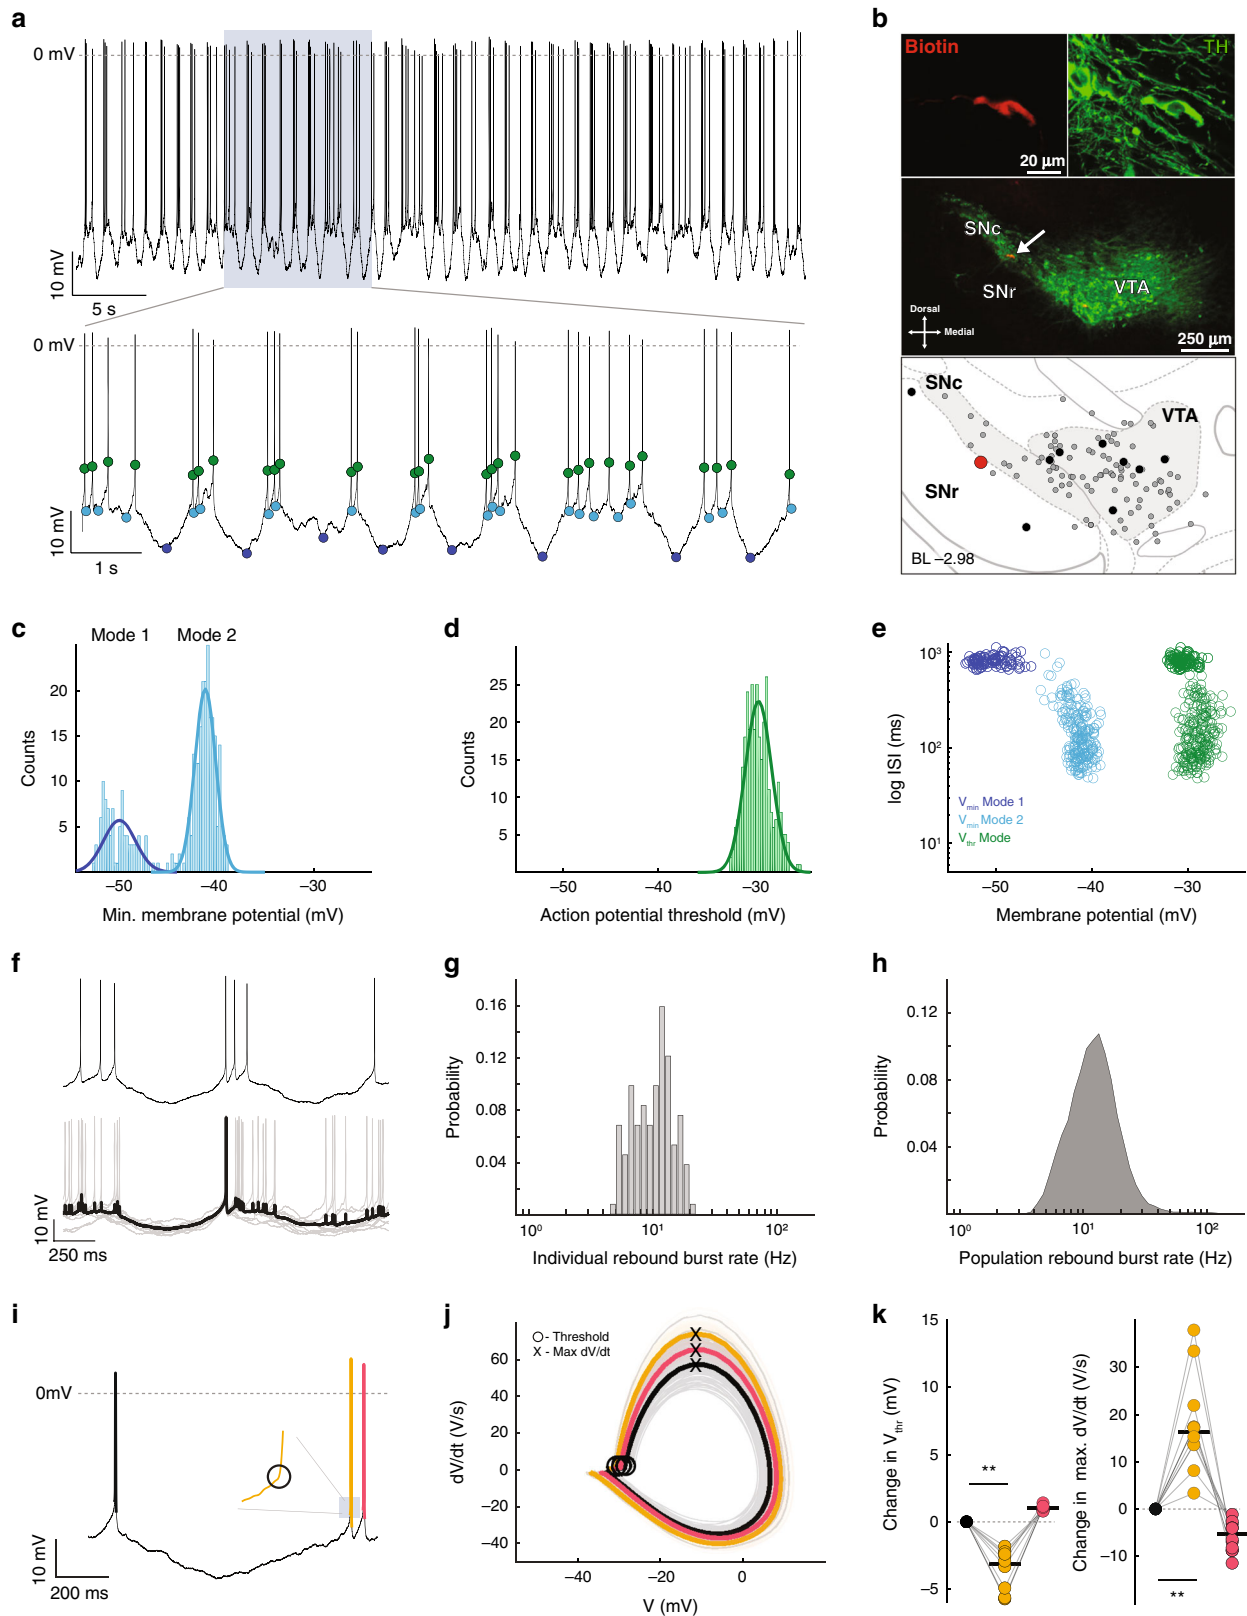 a
0 mV
10 mV
5 s
0 mV
10 mV
1 s
b
Biotin
TH
20 µm
SNc
SNr
VTA
Dorsal
Medial
250 µm
SNc
VTA
SNr
BL –2.98
c
Mode 1
Mode 2
20
15
10
5
Counts
–50
–40
–30
Min. membrane potential (mV)
d
25
20
15
10
5
Counts
–50
–40
–30
Action potential threshold (mV)
e
10³
10²
10¹
log ISI (ms)
Vmin Mode 1
Vmin Mode 2
Vthr Mode
–50
–40
–30
Membrane potential (mV)
f
10 mV
250 ms
g
0.16
0.12
0.08
0.04
Probability
10⁰
10¹
10²
Individual rebound burst rate (Hz)
h
0.12
0.08
0.04
Probability
10⁰
10¹
10²
Population rebound burst rate (Hz)
i
0mV
10 mV
200 ms
j
O - Threshold
X - Max dV/dt
X
X
X
60
40
20
0
–20
–40
dV/dt (V/s)
–40
–20
0
V (mV)
k
15
10
5
0
–5
Change in Vthr (mV)
**
30
20
10
0
–10
Change in max. dV/dt (V/s)
**